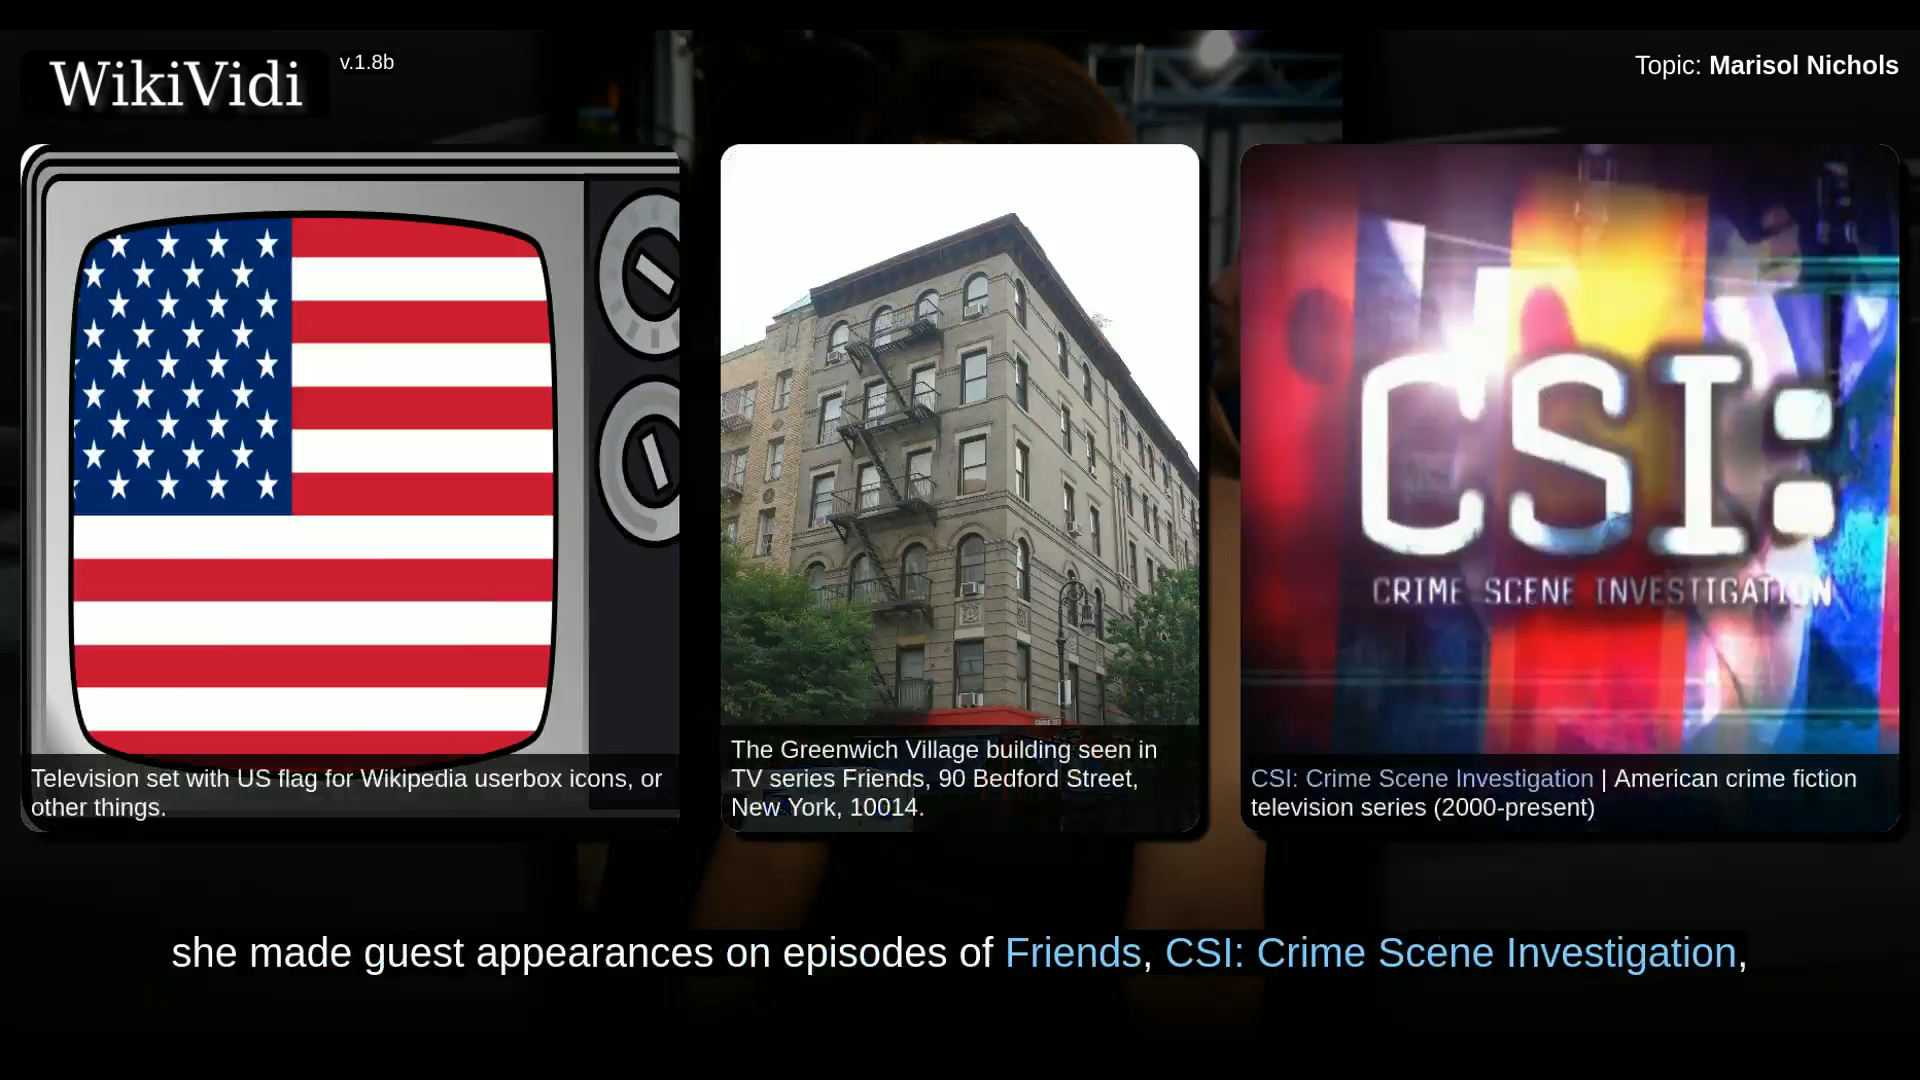 WikiVidi
v.1.8b
Topic: Marisol Nichols
CSI:
CRIME SCENE INVESTIGATION
Television set with US flag for Wikipedia userbox icons, or
other things.
The Greenwich Village building seen in
TV series Friends, 90 Bedford Street,
New York, 10014.
CSI: Crime Scene Investigation | American crime fiction
television series (2000-present)
she made guest appearances on episodes of Friends, CSI: Crime Scene Investigation,